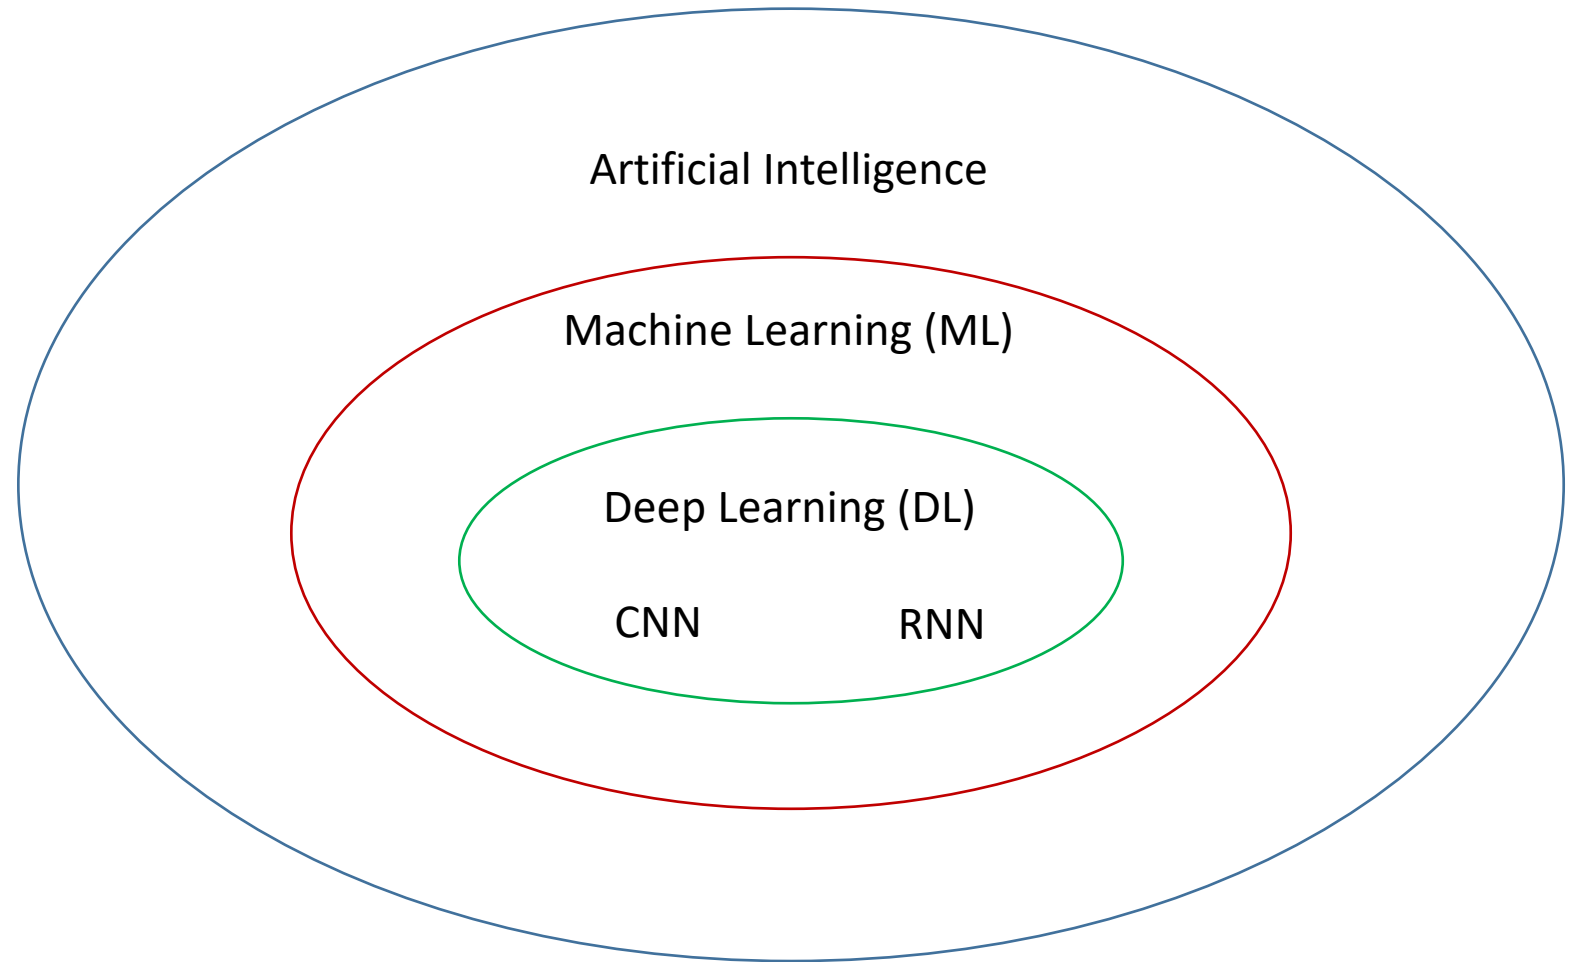 Artificial Intelligence
Machine Learning (ML)
Deep Learning (DL)
CNN RNN